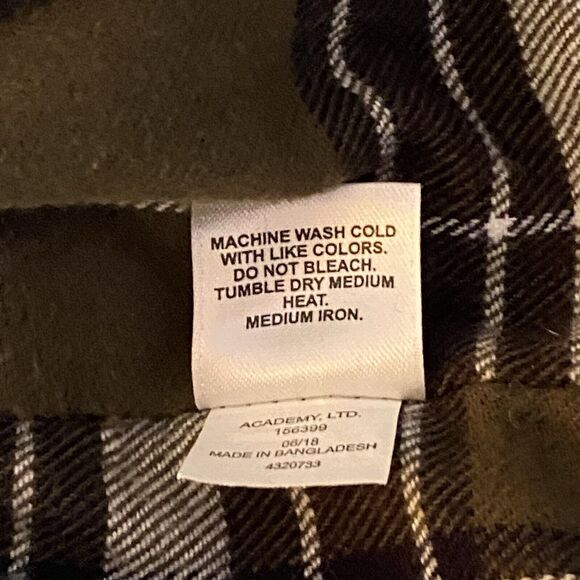 MACHINE WASH COLD
WITH LIKE COLORS.
DO NOT BLEACH.
TUMBLE DRY MEDIUM
HEAT.
MEDIUM IRON.
ACADEMY, LTD.
156399
06/18
MADE IN BANGLADESH
4320733